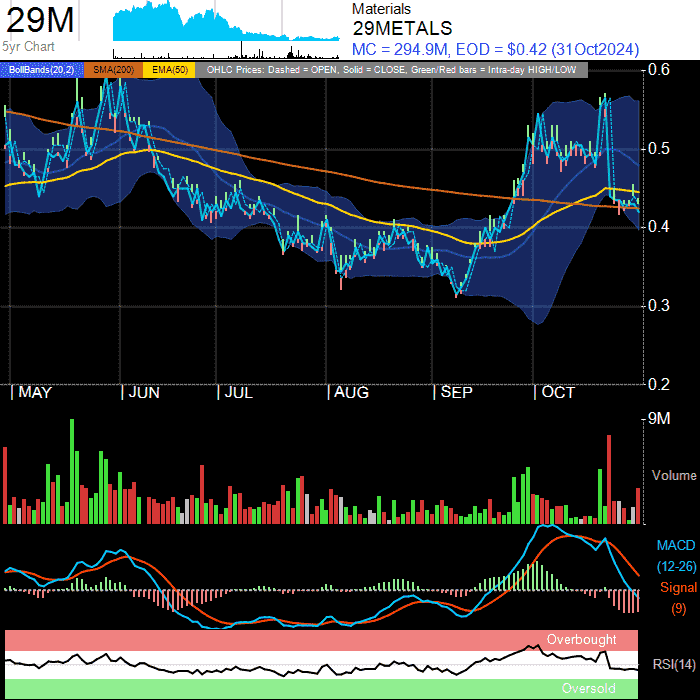 29M
5yr Chart
Materials
29METALS
MC = 294.9M, EOD = $0.42 (31Oct2024)
BollBands(20,2) SMA(200) EMA(50) OHLC Prices: Dashed = OPEN, Solid = CLOSE, Green/Red bars = Intra-day HIGH/LOW
0.6
0.5
0.4
0.3
0.2
MAY JUN JUL AUG SEP OCT
9M
Volume
MACD
(12-26)
Signal
(9)
Overbought
RSI(14)
Oversold